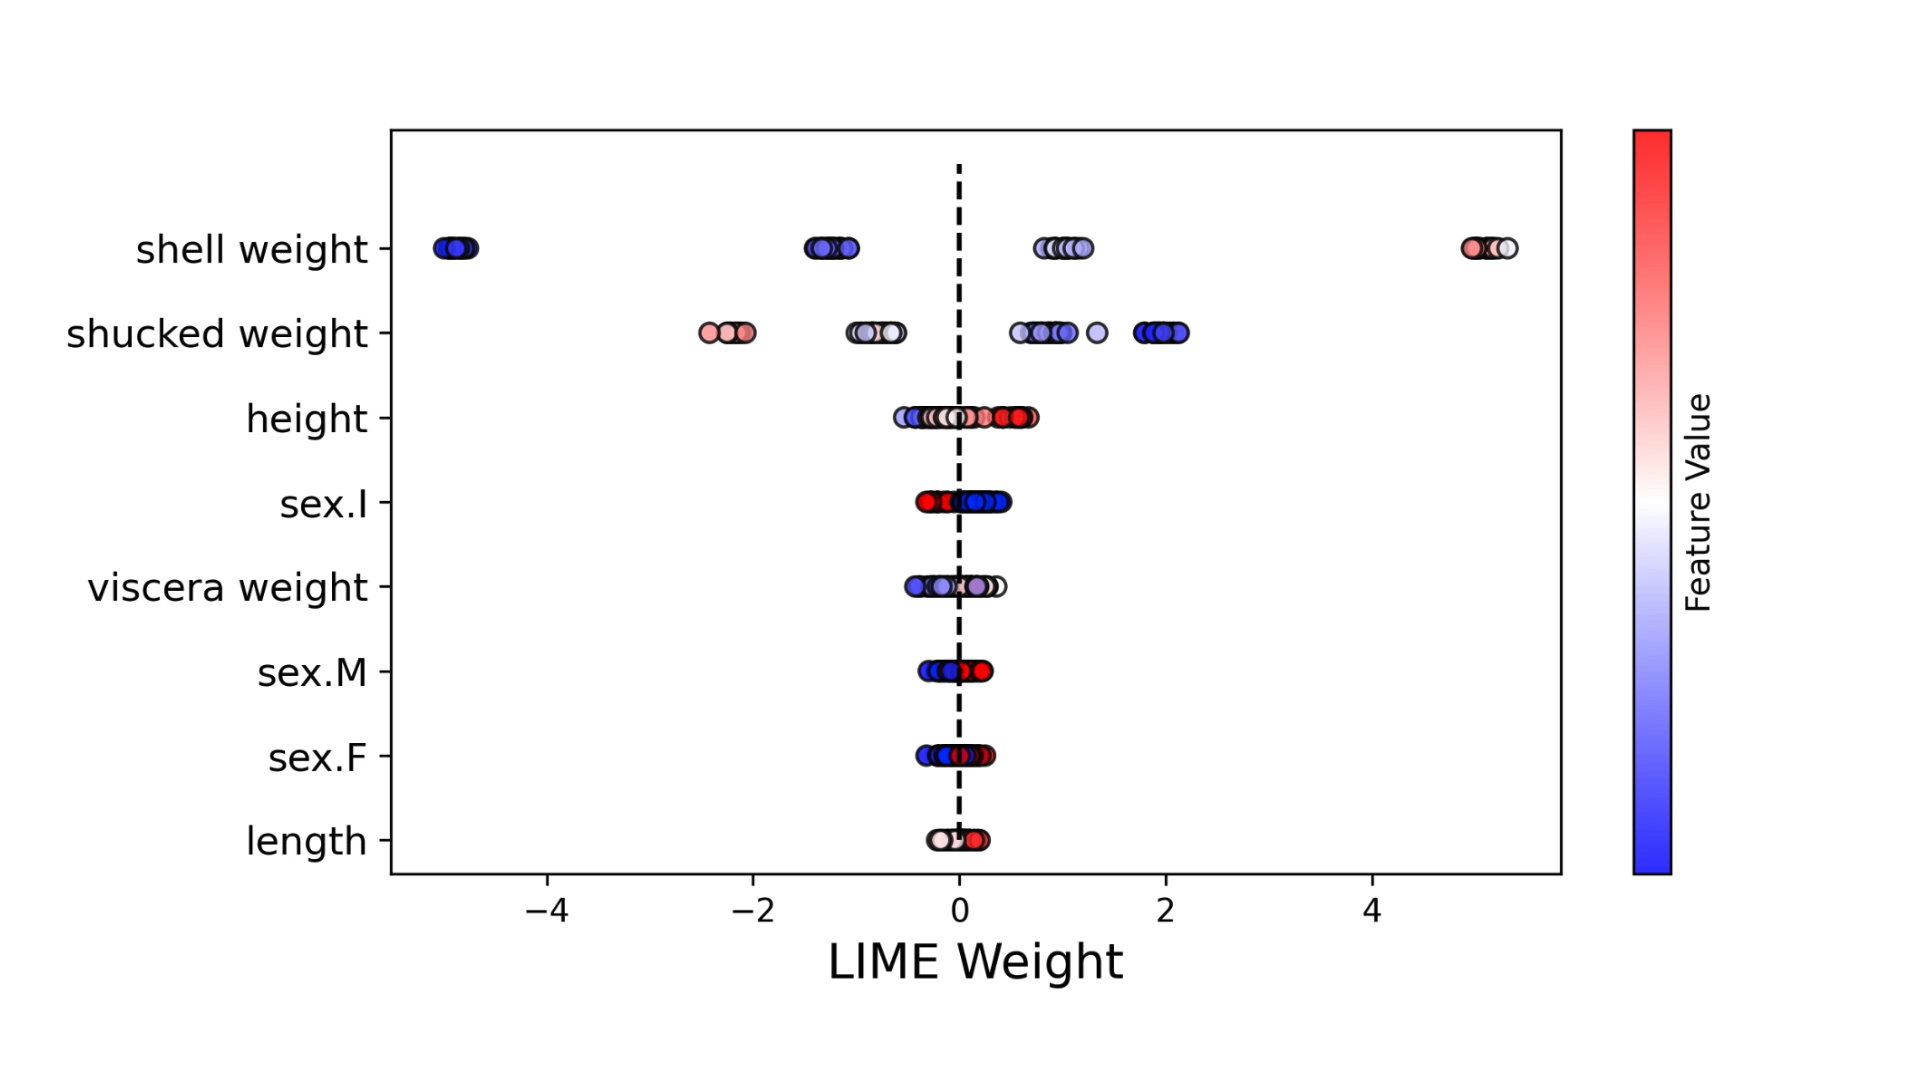 shell weight
shucked weight
height
sex.I
viscera weight
sex.M
sex.F
length
−4 −2 0 2 4
LIME Weight
Feature Value